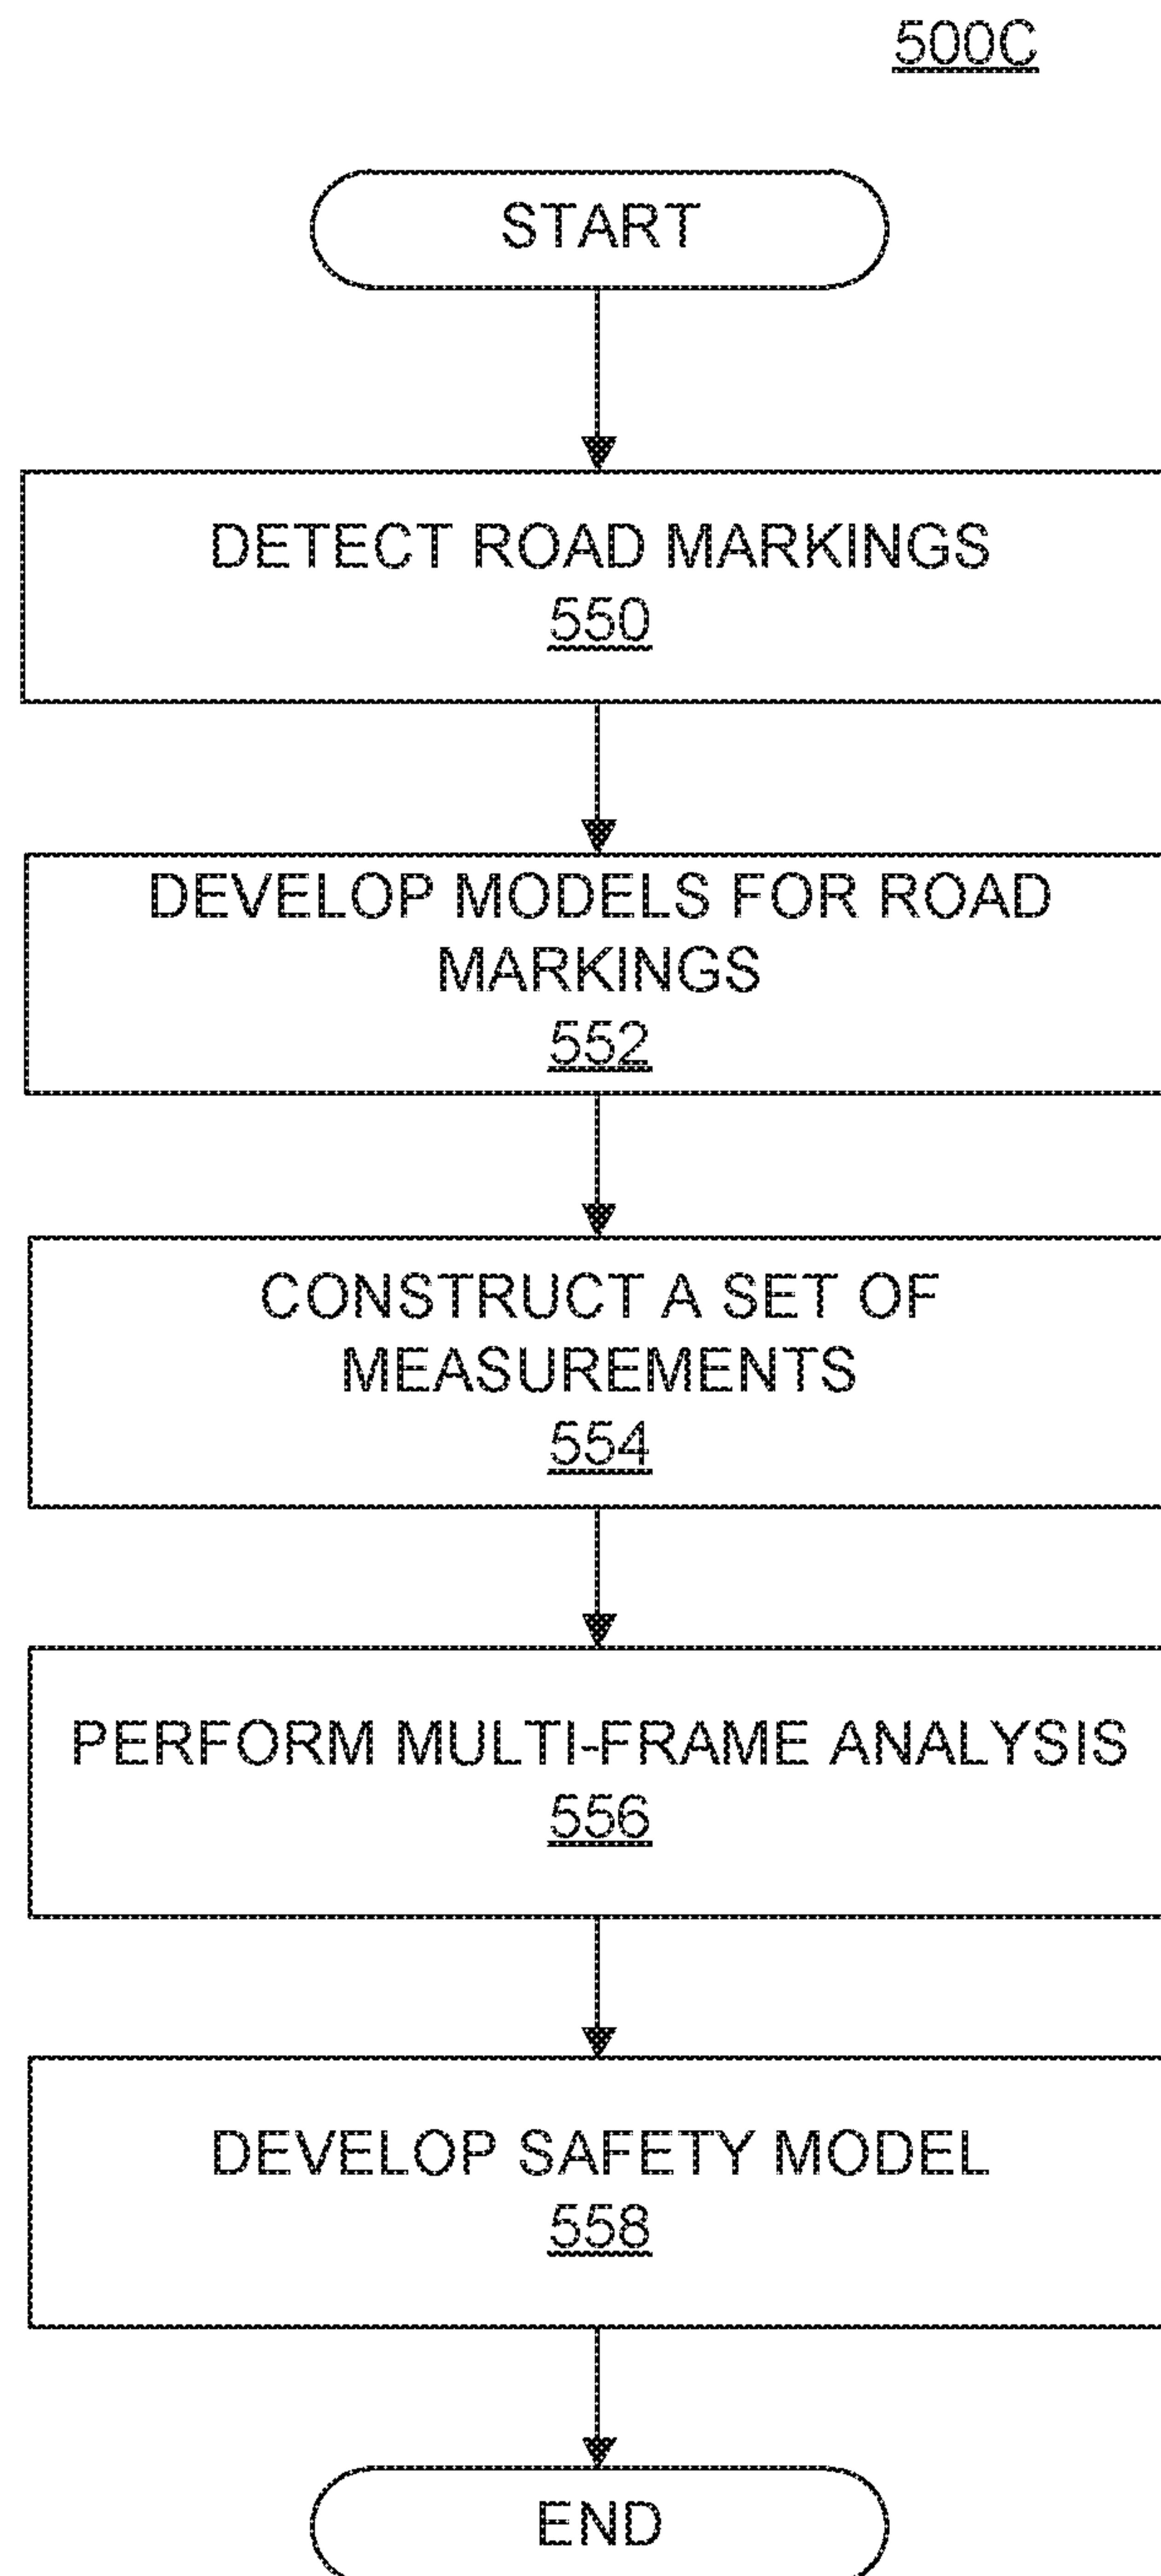 500C
START
DETECT ROAD MARKINGS
550
DEVELOP MODELS FOR ROAD
MARKINGS
552
CONSTRUCT A SET OF
MEASUREMENTS
554
PERFORM MULTI-FRAME ANALYSIS
556
DEVELOP SAFETY MODEL
558
END